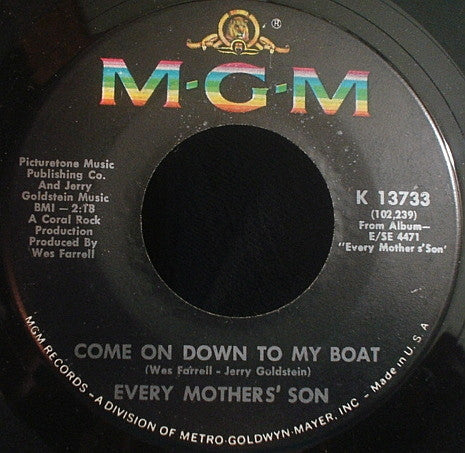 ®
M-G-M
Picturetone Music
Publishing Co.
And Jerry
Goldstein Music
BMI — 2:18
A Coral Rock
Production
Produced By
Wes Farrell
K 13733
(102,239)
From Album—
E/SE 4471
"Every Mother s'Son'
COME ON DOWN TO MY BOAT
(Wes Farrell - Jerry Goldstein)
EVERY MOTHERS' SON
MGM RECORDS - A DIVISION OF METRO-GOLDWYN-MAYER, INC - Made in U.S.A